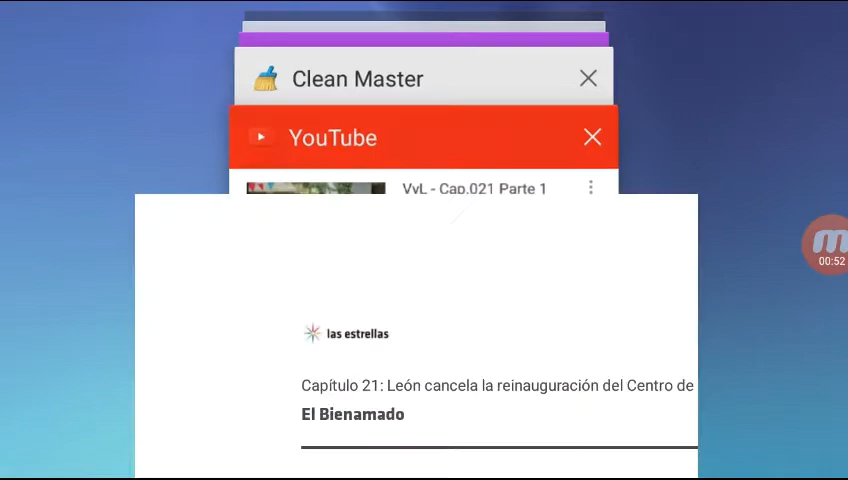 Clean Master
YouTube
VvL - Cap.021 Parte 1
00:52
las estrellas
Capítulo 21: León cancela la reinauguración del Centro de
El Bienamado